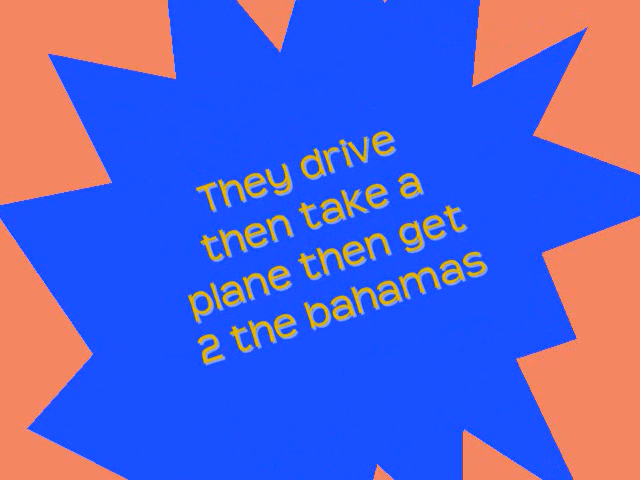 They drive
then take a
plane then get
2 the bahamas